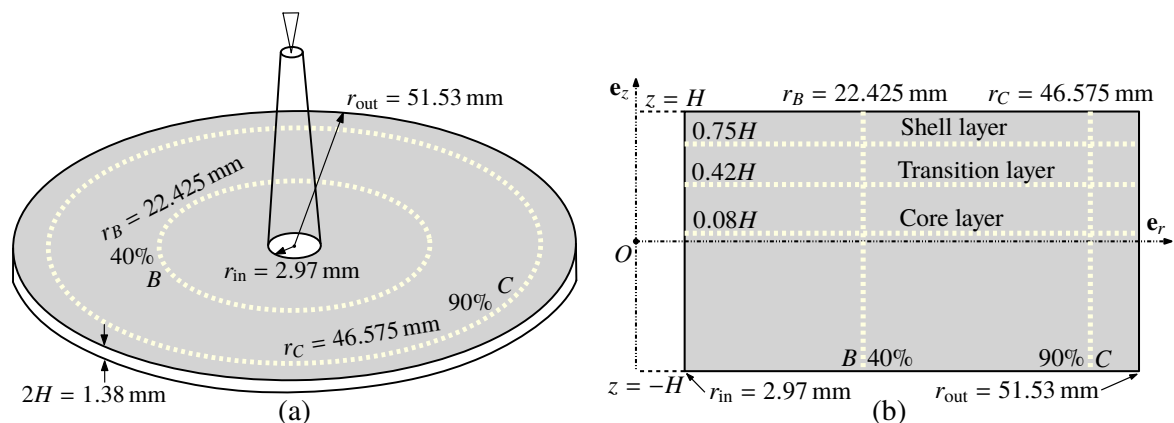 r_out = 51.53 mm
r_B = 22.425 mm
40%
B
r_in = 2.97 mm
90%
C
r_C = 46.575 mm
2H = 1.38 mm
(a)
e_z
z = H
r_B = 22.425 mm
r_C = 46.575 mm
0.75H
Shell layer
0.42H
Transition layer
0.08H
Core layer
e_r
O
B 40%
90% C
z = −H
r_in = 2.97 mm
r_out = 51.53 mm
(b)